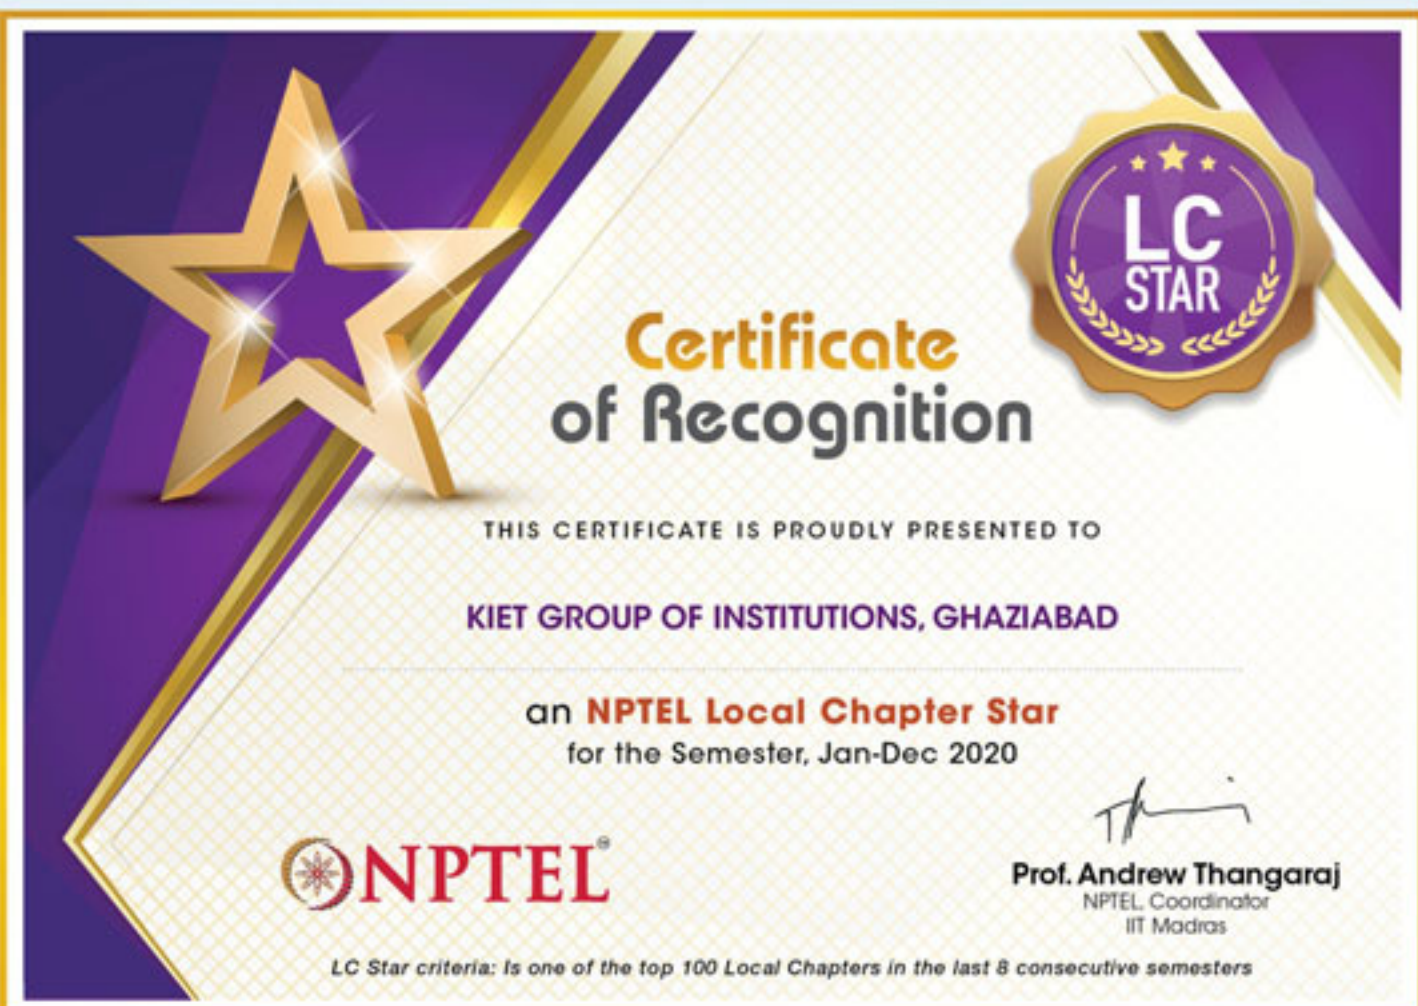 LC
STAR
Certificate
of Recognition
THIS CERTIFICATE IS PROUDLY PRESENTED TO
KIET GROUP OF INSTITUTIONS, GHAZIABAD
an NPTEL Local Chapter Star
for the Semester, Jan-Dec 2020
NPTEL
Prof. Andrew Thangaraj
NPTEL, Coordinator
IIT Madras
LC Star criteria: Is one of the top 100 Local Chapters in the last 8 consecutive semesters